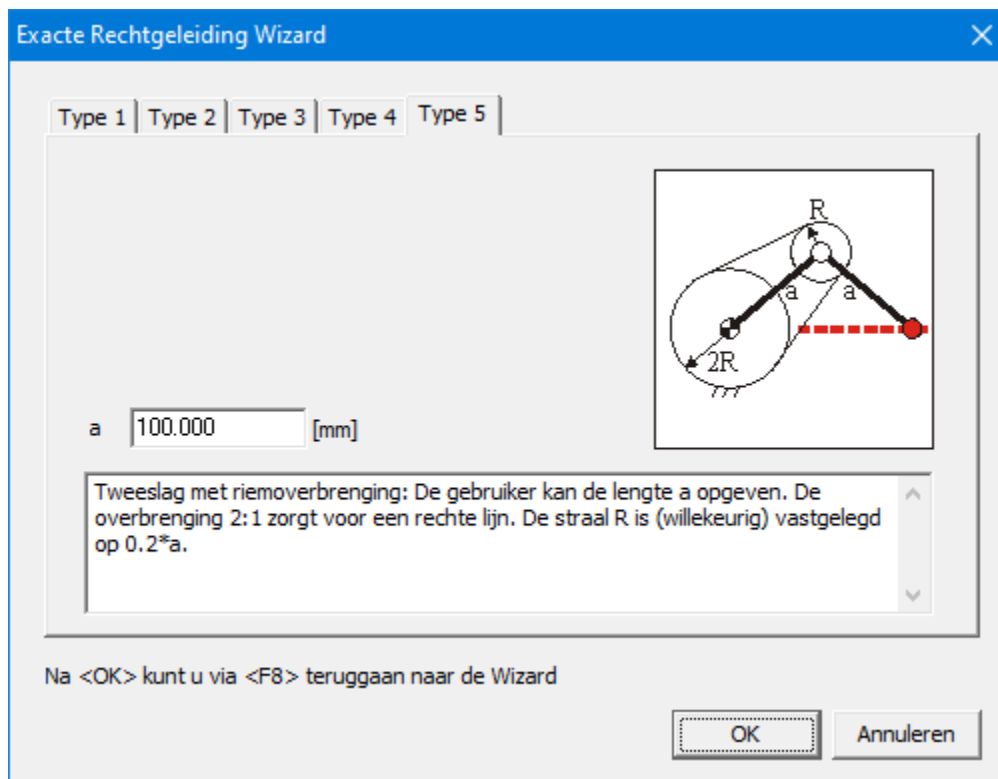 Exacte Rechtgeleiding Wizard
Type 1 Type 2 Type 3 Type 4 Type 5
R
a a
2R
a 100.000 [mm]
Tweeslag met riemoverbrenging: De gebruiker kan de lengte a opgeven. De
overbrenging 2:1 zorgt voor een rechte lijn. De straal R is (willekeurig) vastgelegd
op 0.2*a.
Na <OK> kunt u via <F8> teruggaan naar de Wizard
OK Annuleren